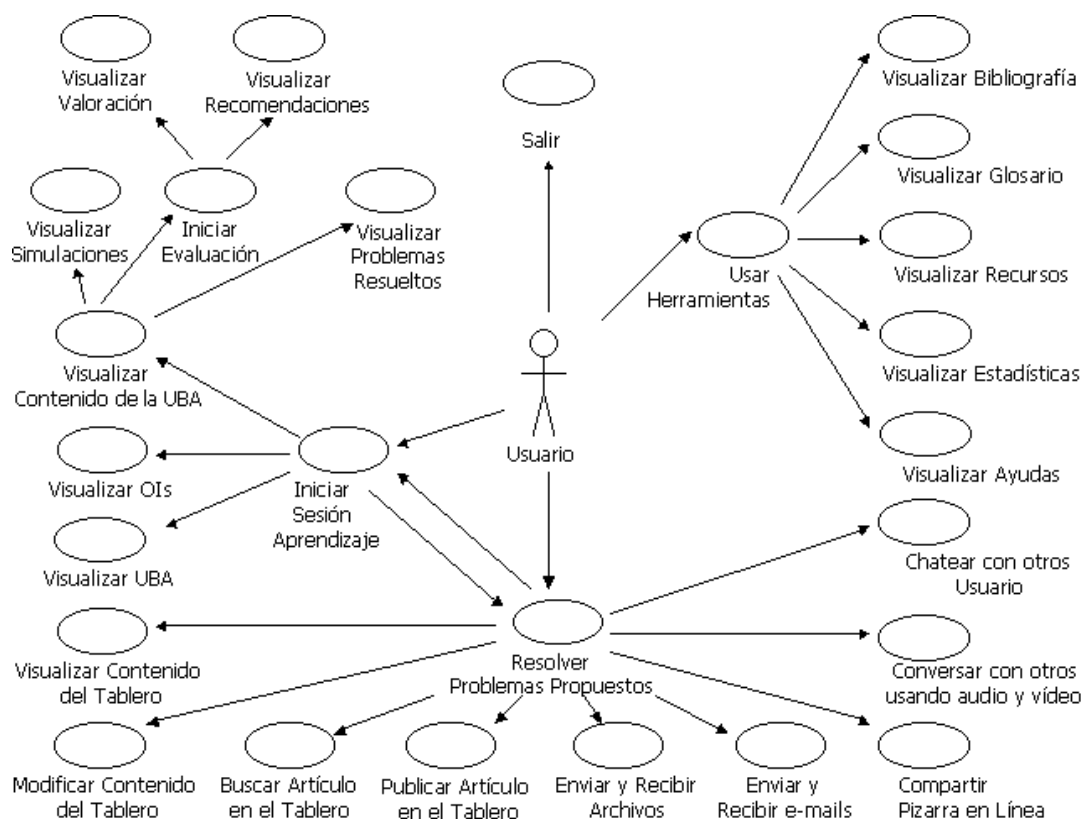 Visualizar
Valoración
Visualizar
Recomendaciones
Salir
Visualizar Bibliografía
Visualizar Glosario
Visualizar
Simulaciones
Iniciar
Evaluación
Visualizar
Problemas
Resueltos
Usar
Herramientas
Visualizar Recursos
Visualizar
Contenido de la UBA
Visualizar Estadísticas
Usuario
Visualizar OIs
Iniciar
Sesión
Aprendizaje
Visualizar Ayudas
Visualizar UBA
Chatear con otros
Usuario
Visualizar Contenido
del Tablero
Resolver
Problemas Propuestos
Conversar con otros
usando audio y vídeo
Modificar Contenido
del Tablero
Buscar Artículo
en el Tablero
Publicar Artículo
en el Tablero
Enviar y Recibir
Archivos
Enviar y
Recibir e-mails
Compartir
Pizarra en Línea